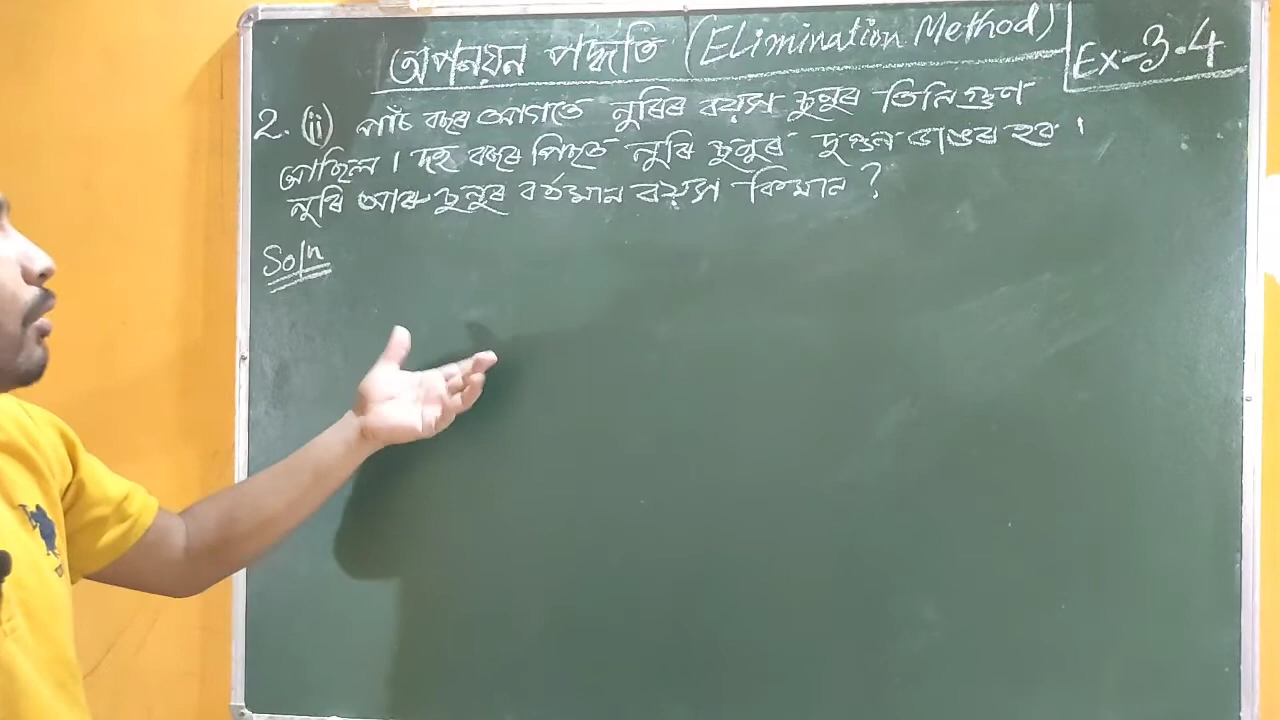 অপনয়ন পদ্ধতি (Elimination Method)
Ex-3.4
2. (ii) পাঁচ বছৰ আগতে নুৰিৰ বয়স চুনুৰ তিনিগুণ
আছিল। দহ বছৰ পিছত নুৰি চুনুৰ দুগুন ডাঙৰ হব।
নুৰি আৰু চুনুৰ বৰ্তমান বয়স কিমান?
Soln